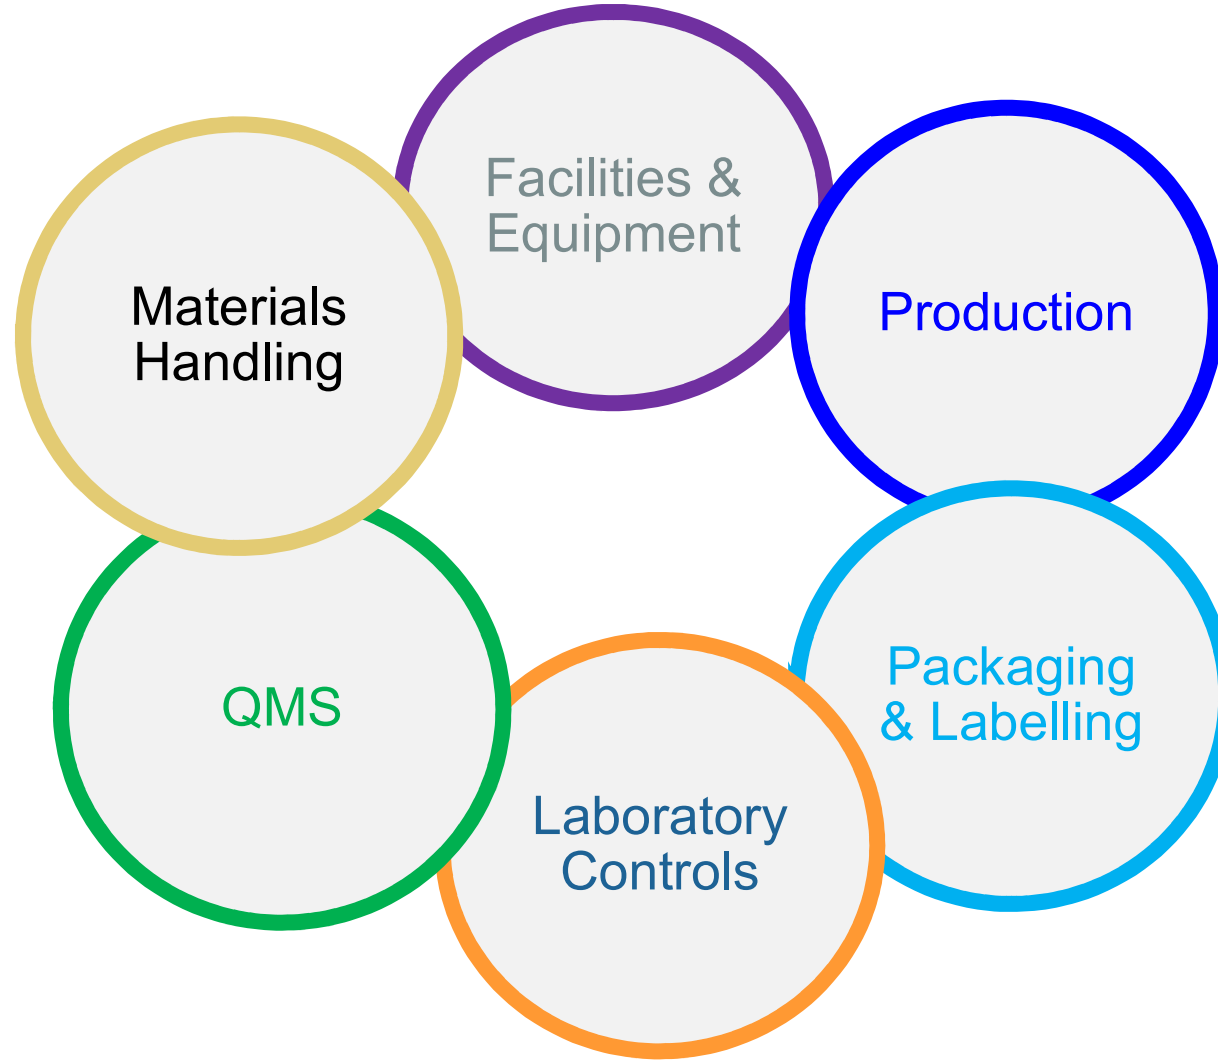 Facilities &
Equipment
Materials
Handling
Production
Packaging
& Labelling
QMS
Laboratory
Controls